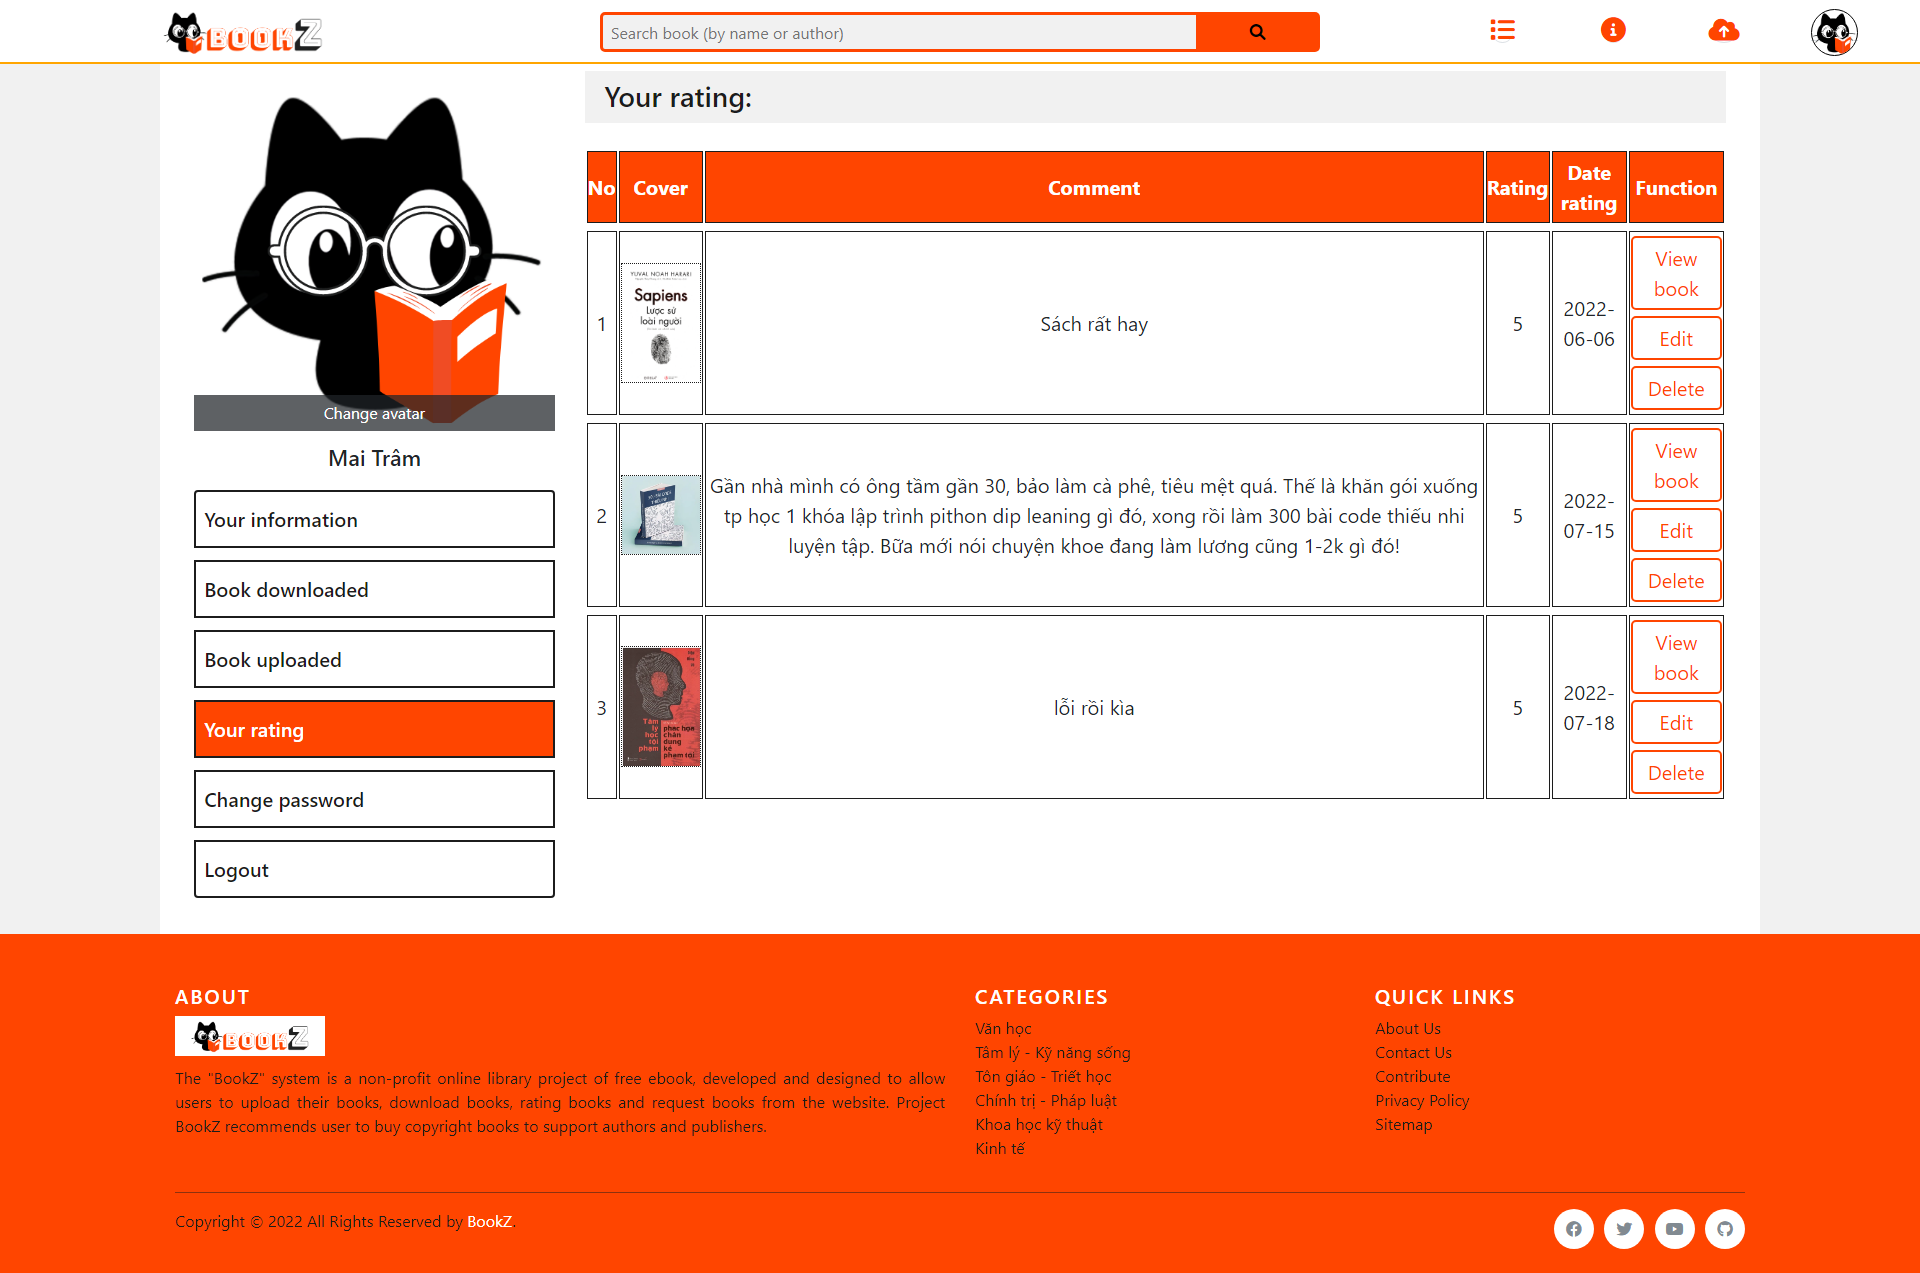 BOOKZ
Search book (by name or author)
Your rating:
Change avatar
Mai Trâm
Your information
Book downloaded
Book uploaded
Your rating
Change password
Logout
No Cover Comment Rating Date rating Function
1
YUVAL NOAH HARARI
Sapiens
Lược sử
loài người
Sách rất hay
5
2022-
06-06
View
book
Edit
Delete
2
Gần nhà mình có ông tầm gần 30, bảo làm cà phê, tiêu mệt quá. Thế là khăn gói xuống
tp học 1 khóa lập trình pithon dip leaning gì đó, xong rồi làm 300 bài code thiếu nhi
luyện tập. Bữa mới nói chuyện khoe đang làm lương cũng 1-2k gì đó!
5
2022-
07-15
View
book
Edit
Delete
3
Tâm
lý
học
tội
phạm
phác họa
chân
dung
kẻ
phạm tội
lỗi rồi kìa
5
2022-
07-18
View
book
Edit
Delete
ABOUT
BOOKZ
The "BookZ" system is a non-profit online library project of free ebook, developed and designed to allow
users to upload their books, download books, rating books and request books from the website. Project
BookZ recommends user to buy copyright books to support authors and publishers.
CATEGORIES
Văn học
Tâm lý - Kỹ năng sống
Tôn giáo - Triết học
Chính trị - Pháp luật
Khoa học kỹ thuật
Kinh tế
QUICK LINKS
About Us
Contact Us
Contribute
Privacy Policy
Sitemap
Copyright © 2022 All Rights Reserved by BookZ.